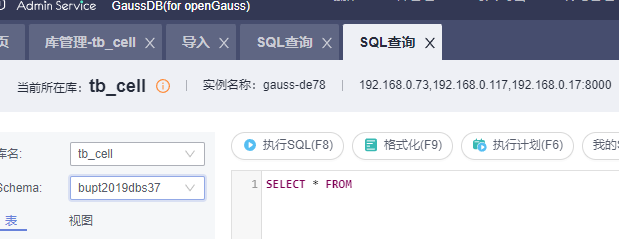 Admin Service GaussDB(for openGauss)
页 库管理-tb_cell 导入 SQL查询 SQL查询
当前所在库： tb_cell 实例名称： gauss-de78 192.168.0.73,192.168.0.117,192.168.0.17:8000
库名: tb_cell
Schema: bupt2019dbs37
表 视图
执行SQL(F8) 格式化(F9) 执行计划(F6) 我的S
1 SELECT * FROM